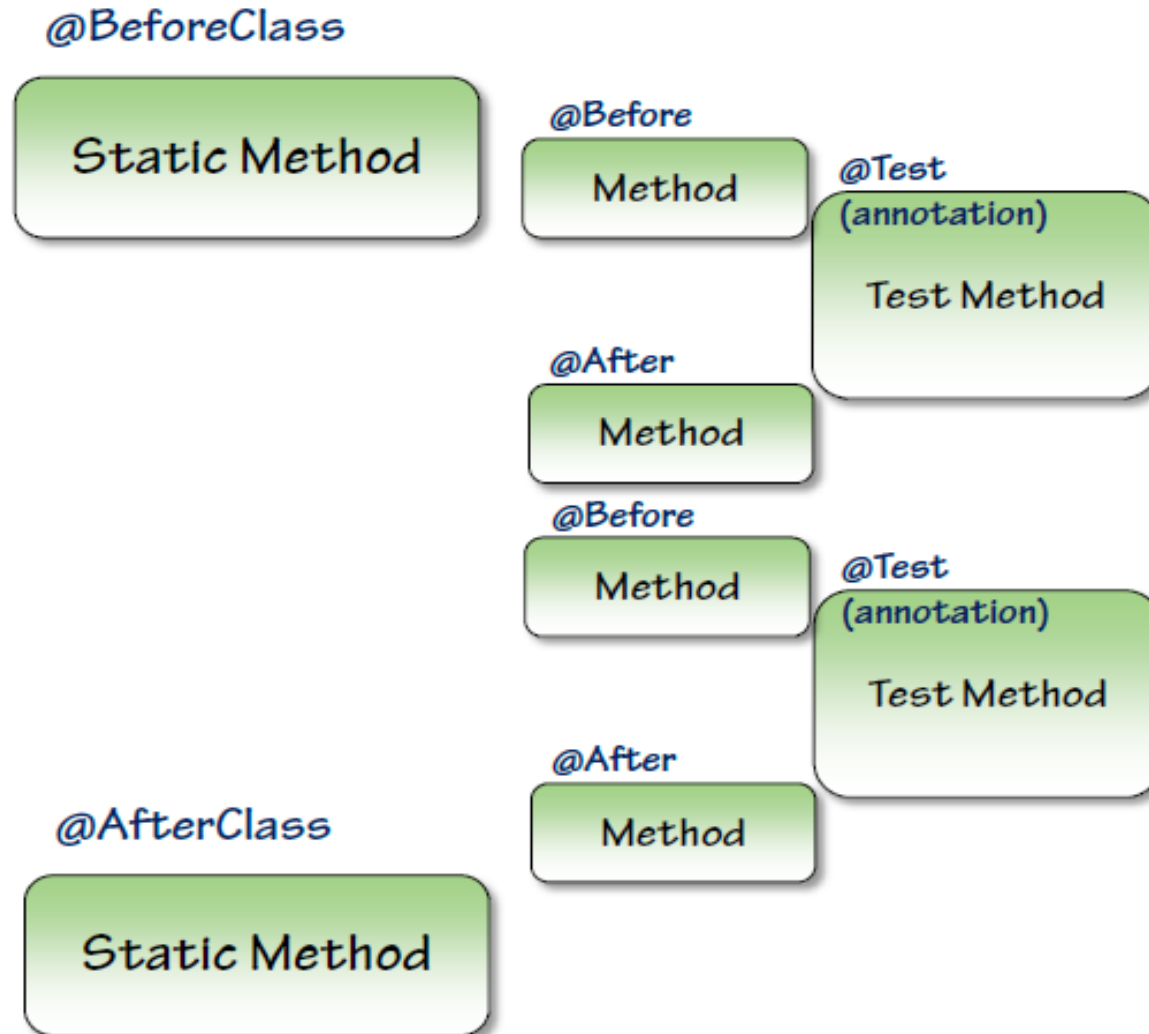 @BeforeClass
Static Method
@Before
Method
@Test
(annotation)
Test Method
@After
Method
@Before
Method
@Test
(annotation)
Test Method
@After
Method
@AfterClass
Static Method